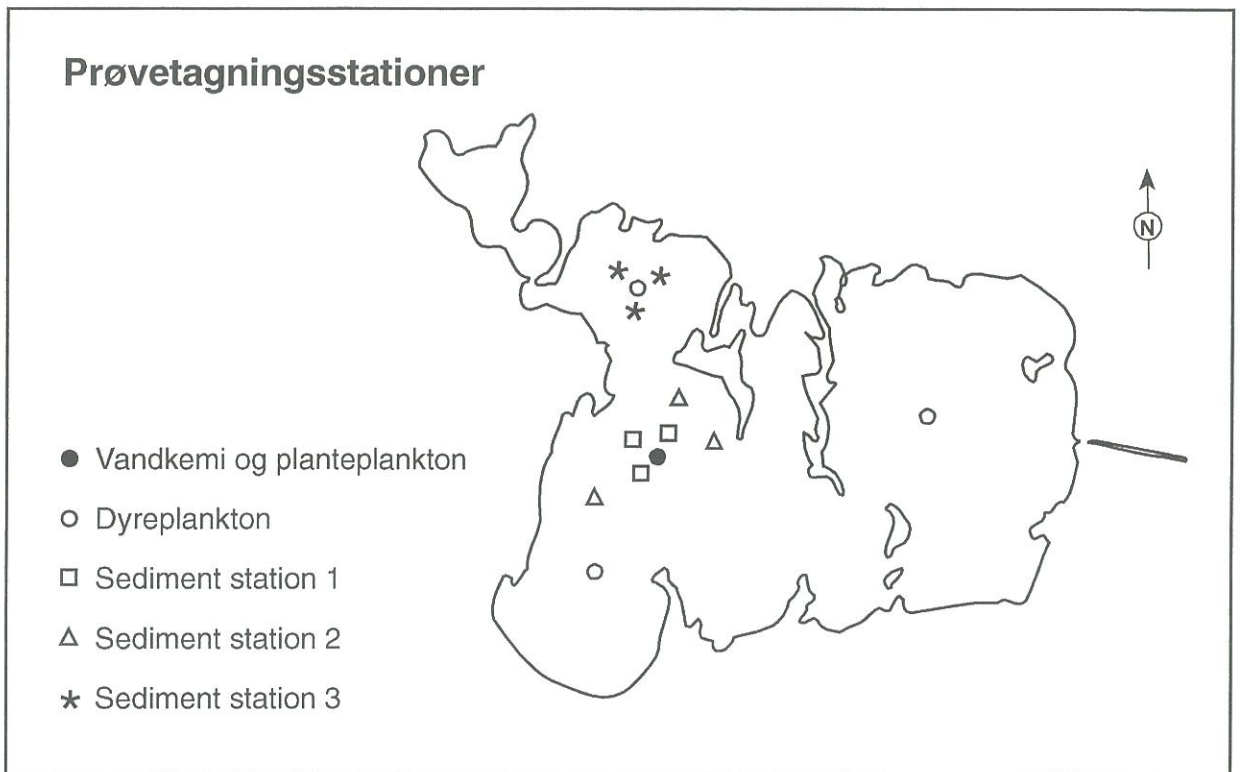 Prøvetagningsstationer
N
Vandkemi og planteplankton
Dyreplankton
Sediment station 1
Sediment station 2
Sediment station 3